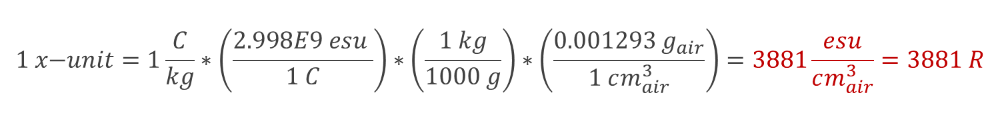 1 x−unit = 1 C/kg * (2.998E9 esu / 1 C) * (1 kg / 1000 g) * (0.001293 g_air / 1 cm³_air) = 3881 esu/cm³_air = 3881 R